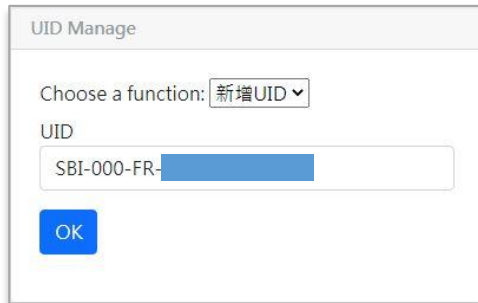 UID Manage
Choose a function: 新增UID
UID
SBI-000-FR-
OK